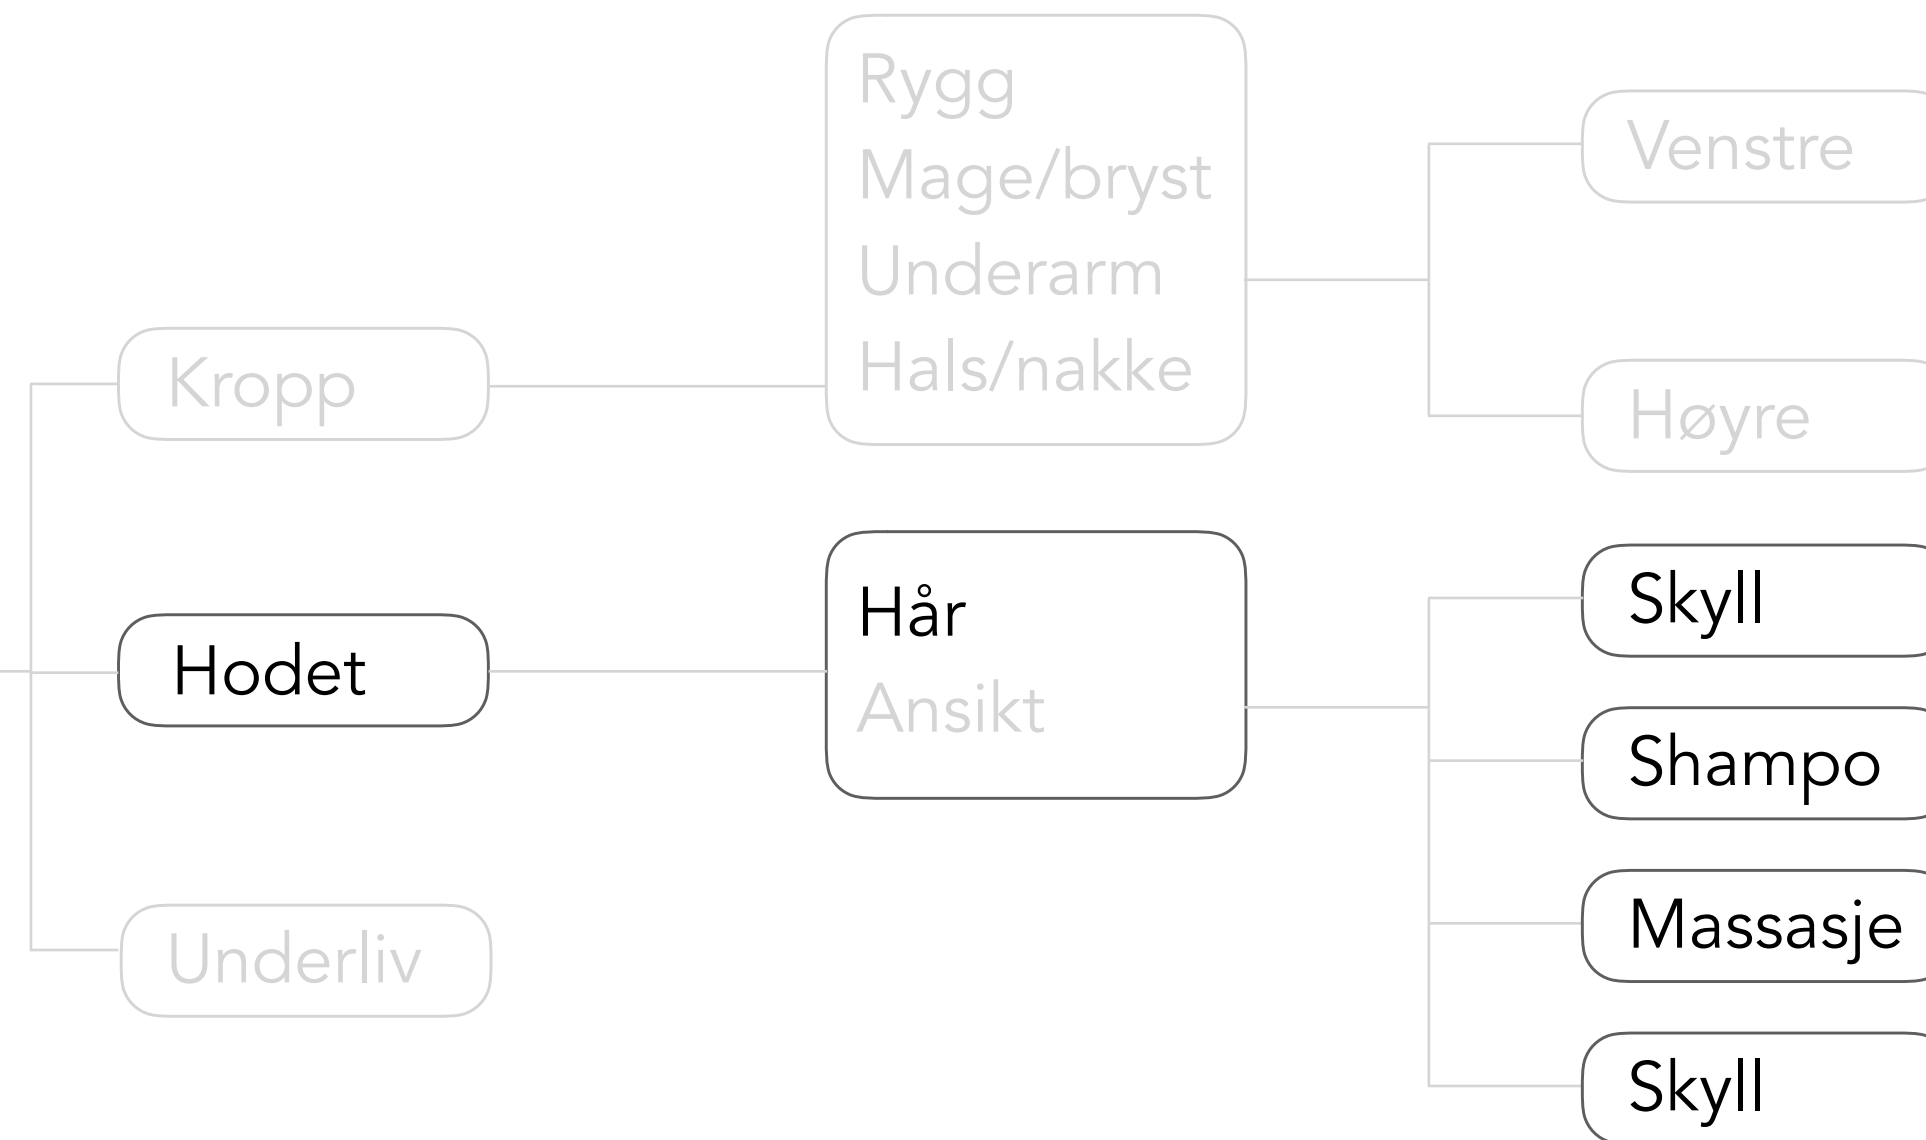 Kropp
Hodet
Underliv
Rygg
Mage/bryst
Underarm
Hals/nakke
Hår
Ansikt
Venstre
Høyre
Skyll
Shampo
Massasje
Skyll